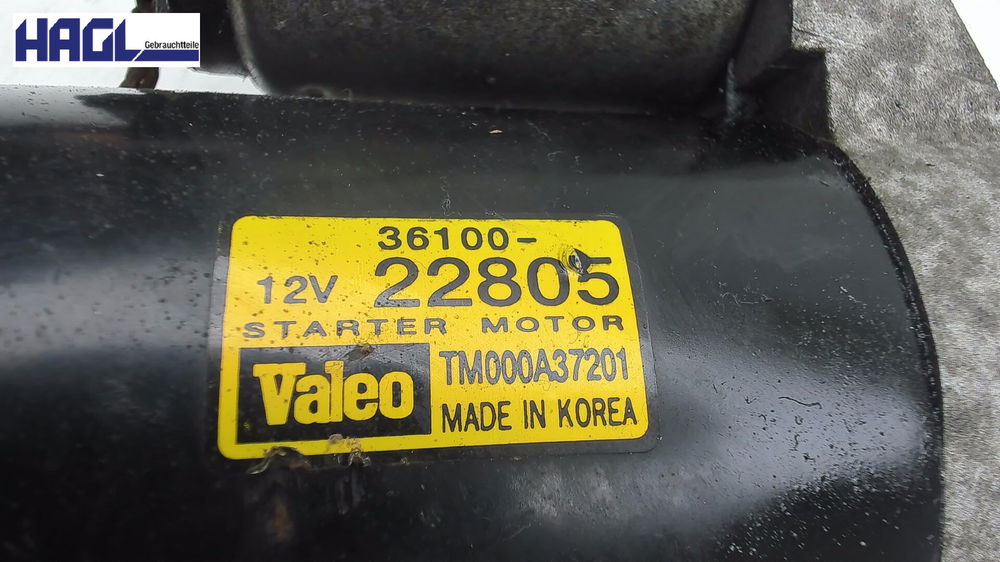 HAGL
Gebrauchtteile
36100-
12V 22805
STARTER MOTOR
Valeo TM000A37201
MADE IN KOREA